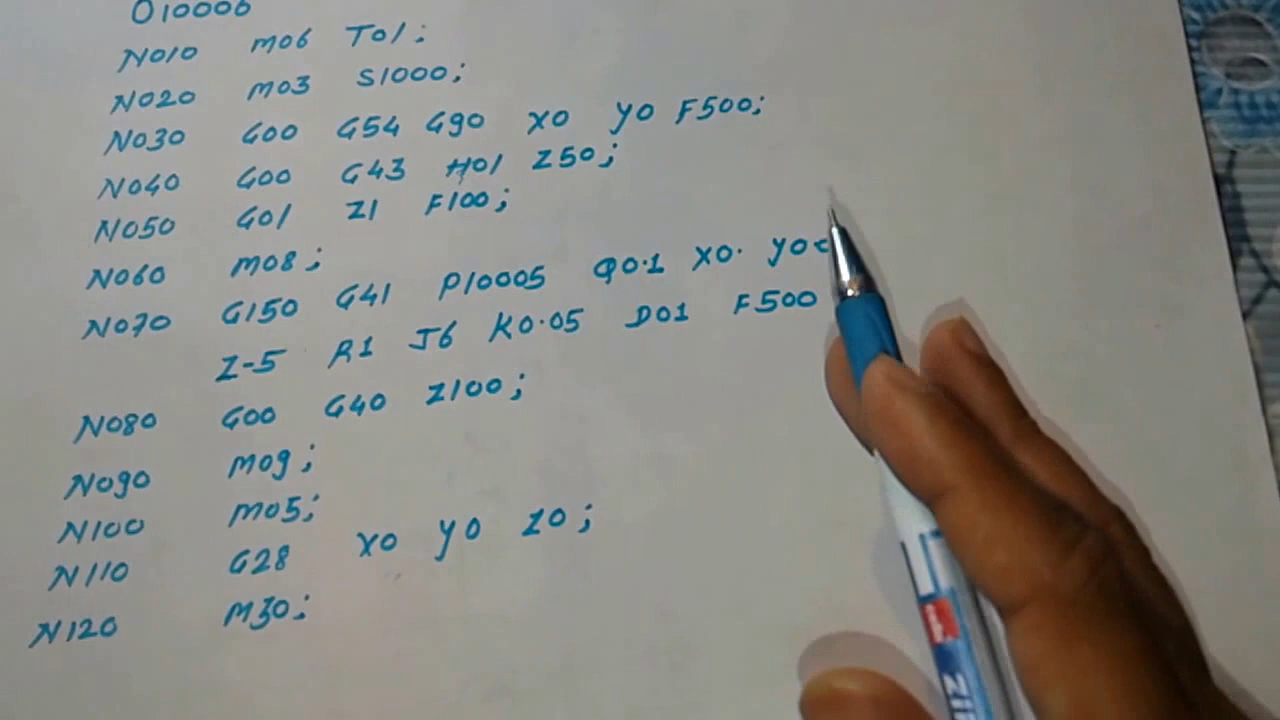 O10006
N010 M06 T01;
N020 M03 S1000;
N030 G00 G54 G90 X0 Y0 F500;
N040 G00 G43 H01 Z50;
N050 G01 Z1 F100;
N060 M08;
N070 G150 G41 P10005 Q0.1 X0. Y0
Z-5 R1 J6 K0.05 D01 F500
N080 G00 G40 Z100;
N090 M09;
N100 M05;
N110 G28 X0 Y0 Z0;
N120 M30;